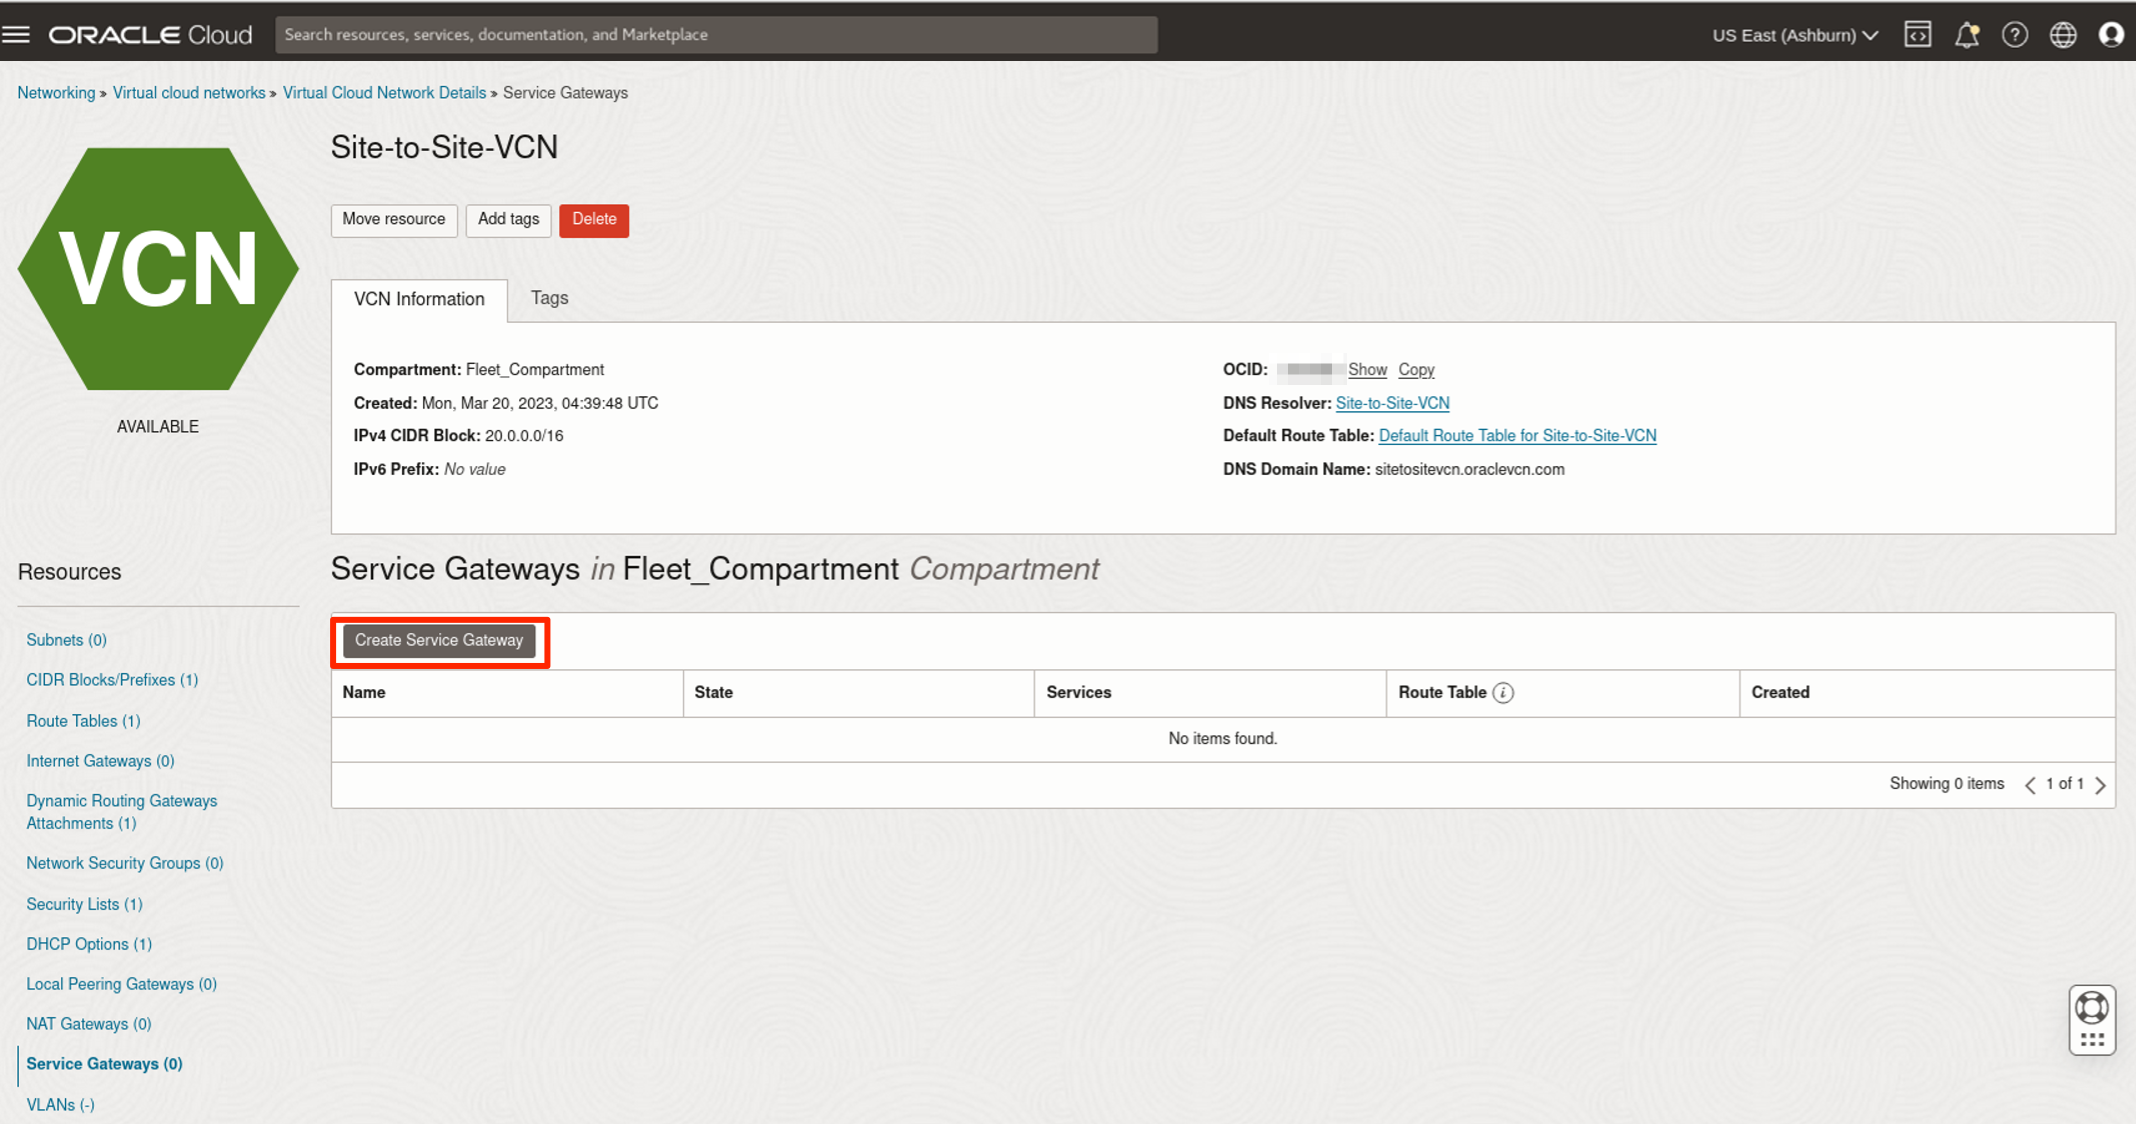 ORACLE Cloud
Search resources, services, documentation, and Marketplace
US East (Ashburn)
Networking » Virtual cloud networks » Virtual Cloud Network Details » Service Gateways
VCN
AVAILABLE
Site-to-Site-VCN
Move resource
Add tags
Delete
VCN Information
Tags
Compartment: Fleet_Compartment
Created: Mon, Mar 20, 2023, 04:39:48 UTC
IPv4 CIDR Block: 20.0.0.0/16
IPv6 Prefix: No value
OCID: Show Copy
DNS Resolver: Site-to-Site-VCN
Default Route Table: Default Route Table for Site-to-Site-VCN
DNS Domain Name: sitetositevcn.oraclevcn.com
Resources
Subnets (0)
CIDR Blocks/Prefixes (1)
Route Tables (1)
Internet Gateways (0)
Dynamic Routing Gateways
Attachments (1)
Network Security Groups (0)
Security Lists (1)
DHCP Options (1)
Local Peering Gateways (0)
NAT Gateways (0)
Service Gateways (0)
VLANs (-)
Service Gateways in Fleet_Compartment Compartment
Create Service Gateway
Name State Services Route Table i Created
No items found.
Showing 0 items < 1 of 1 >